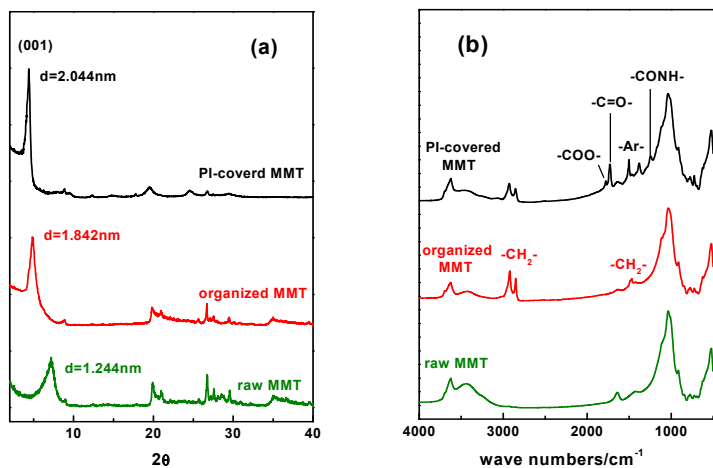 (001)
(a)
d=2.044nm
PI-coverd MMT
d=1.842nm
organized MMT
d=1.244nm
raw MMT
10
20
30
40
2θ
(b)
-CONH-
-C=O-
PI-covered
MMT
-COO-
-Ar-
organized
MMT
-CH₂-
-CH₂-
raw MMT
4000
3000
2000
1000
wave numbers/cm⁻¹